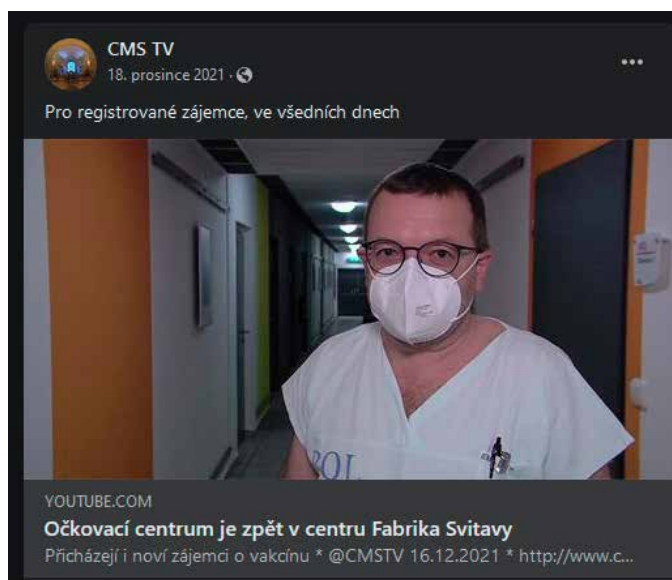 CMS TV
18. prosince 2021 ·
Pro registrované zájemce, ve všedních dnech
POL
YOUTUBE.COM
Očkovací centrum je zpět v centru Fabrika Svitavy
Přicházejí i noví zájemci o vakcínu * @CMSTV 16.12.2021 * http://www.c...